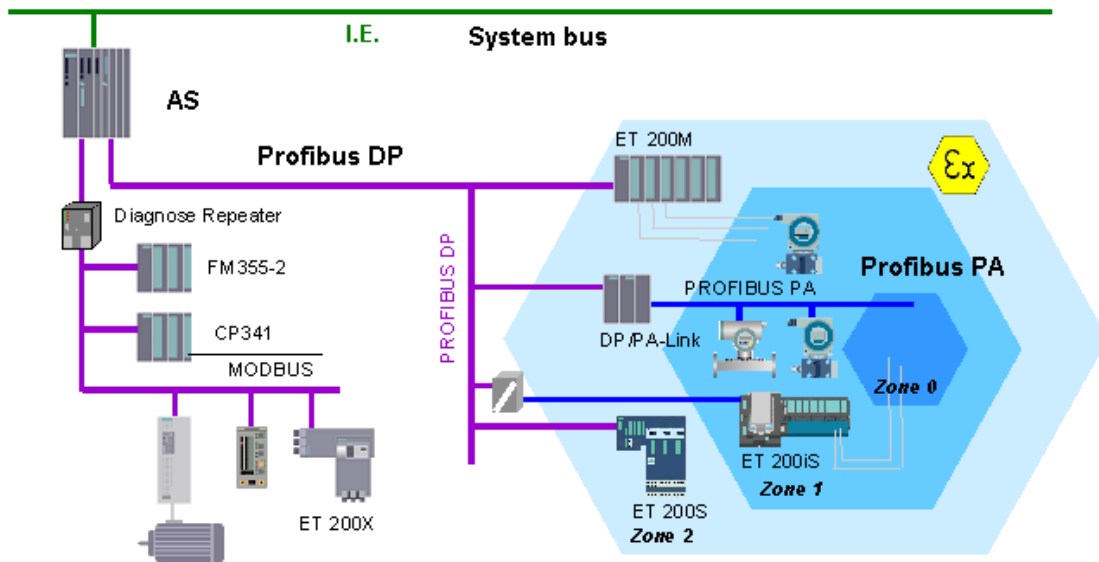 I.E. System bus
AS
ET 200M
Profibus DP
εx
Diagnose Repeater
FM355-2
PROFIBUS DP
Profibus PA
PROFIBUS PA
CP341
DP/PA-Link
MODBUS
Zone 0
ET 200iS
Zone 1
ET 200X
ET 200S
Zone 2